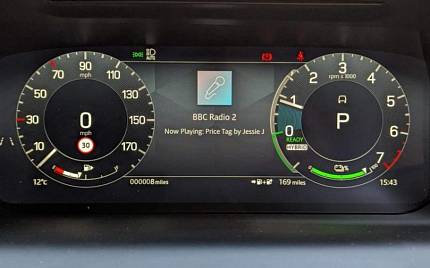 70
90
110
mph
50
130
30
150
10
170
0
mph
30
AUTO
BBC Radio 2
Now Playing: Price Tag by Jessie J
000008 miles
12°C
169 miles
3
rpm x 1000
2
4
1
5
0
6
7
READY
HYBRID
P
15:43